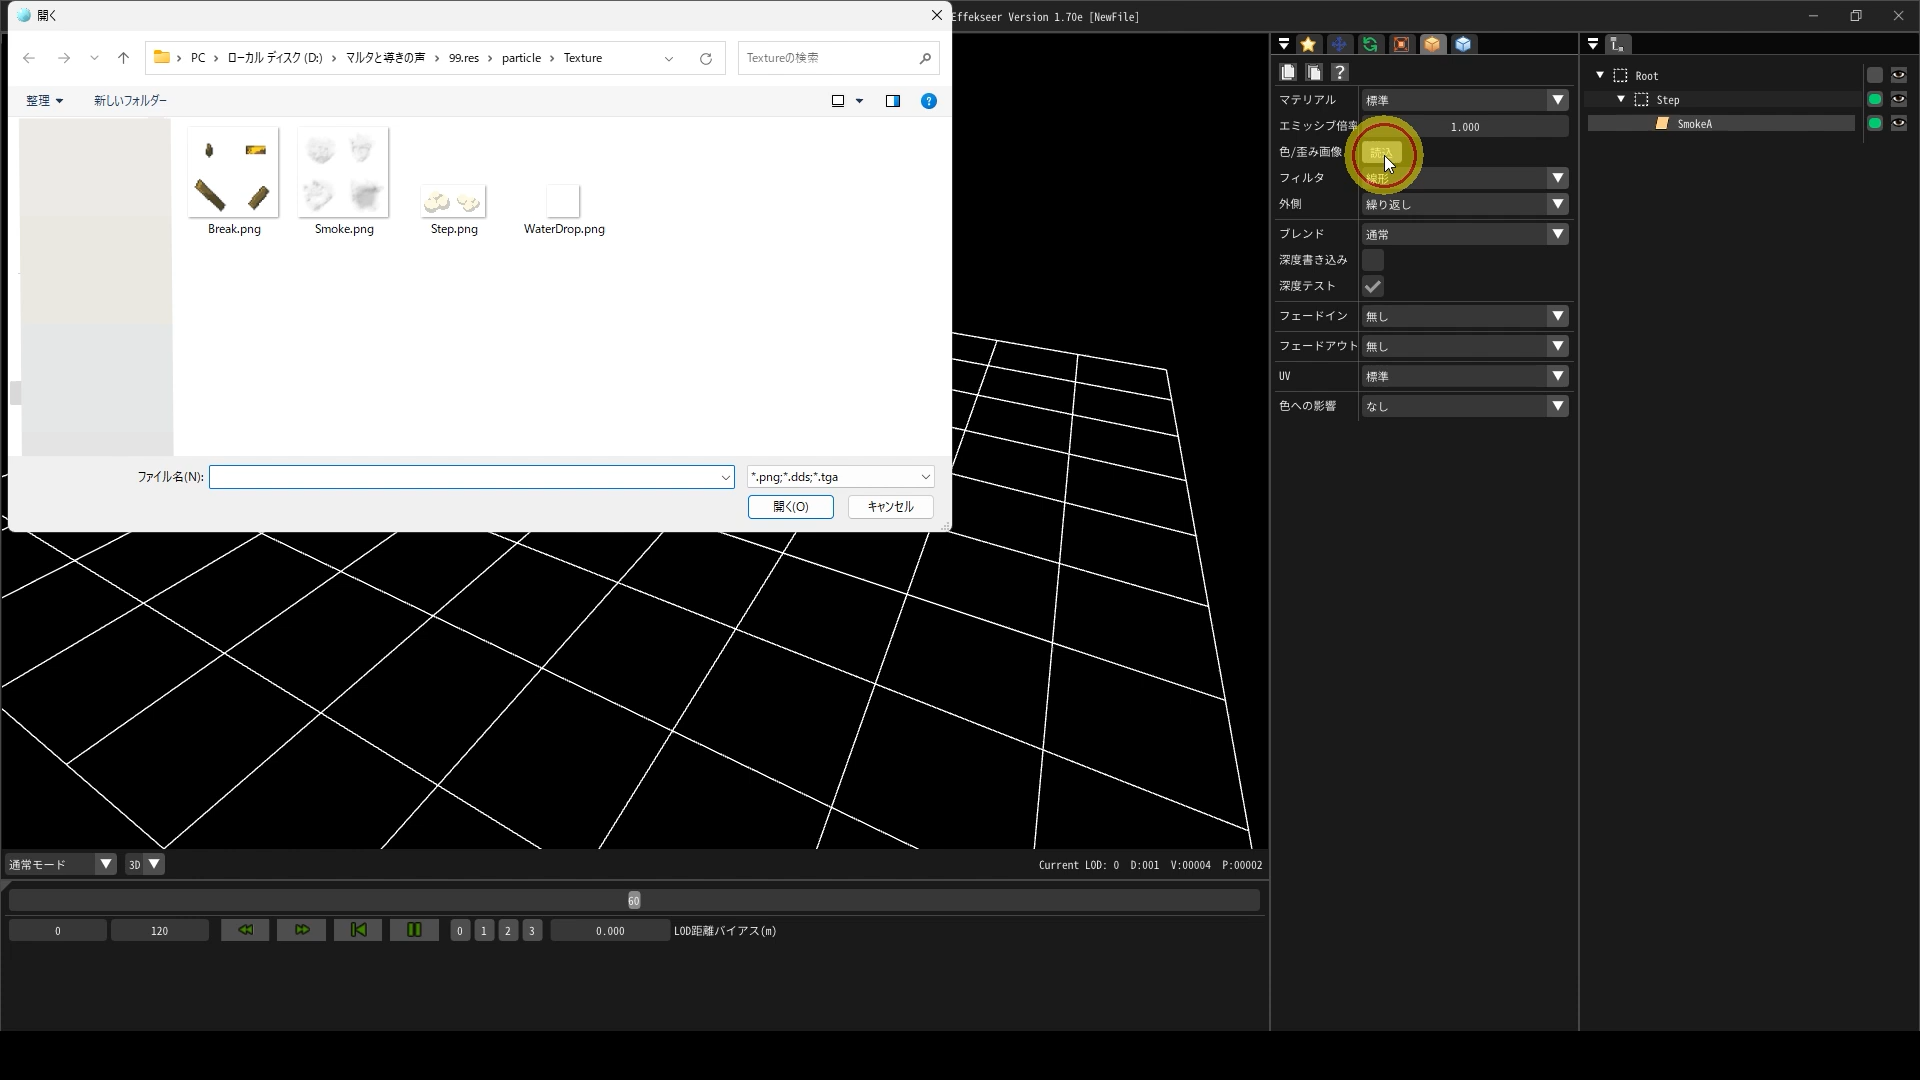 開く
Effekseer Version 1.70e [NewFile]
PC › ローカル ディスク (D:) › マルタと導きの声 › 99.res › particle › Texture
Textureの検索
整理
新しいフォルダー
Break.png
Smoke.png
Step.png
WaterDrop.png
ファイル名(N):
*.png;*.dds;*.tga
開く(O)
キャンセル
マテリアル 標準
エミッシブ倍率 1.000
色/歪み画像 読込
フィルタ 線形
外側 繰り返し
ブレンド 通常
深度書き込み
深度テスト
フェードイン 無し
フェードアウト 無し
UV 標準
色への影響 なし
Root
Step
SmokeA
通常モード
3D
Current LOD: 0 D:001 V:00004 P:00002
60
0
120
0
1
2
3
0.000
LOD距離バイアス(m)